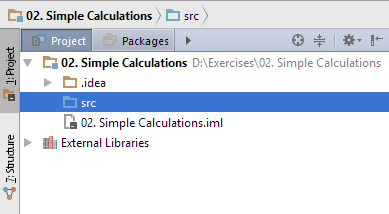 02. Simple Calculations src
Project Packages
1: Project
02. Simple Calculations D:\Exercises\02. Simple Calculations
.idea
src
02. Simple Calculations.iml
External Libraries
7: Structure